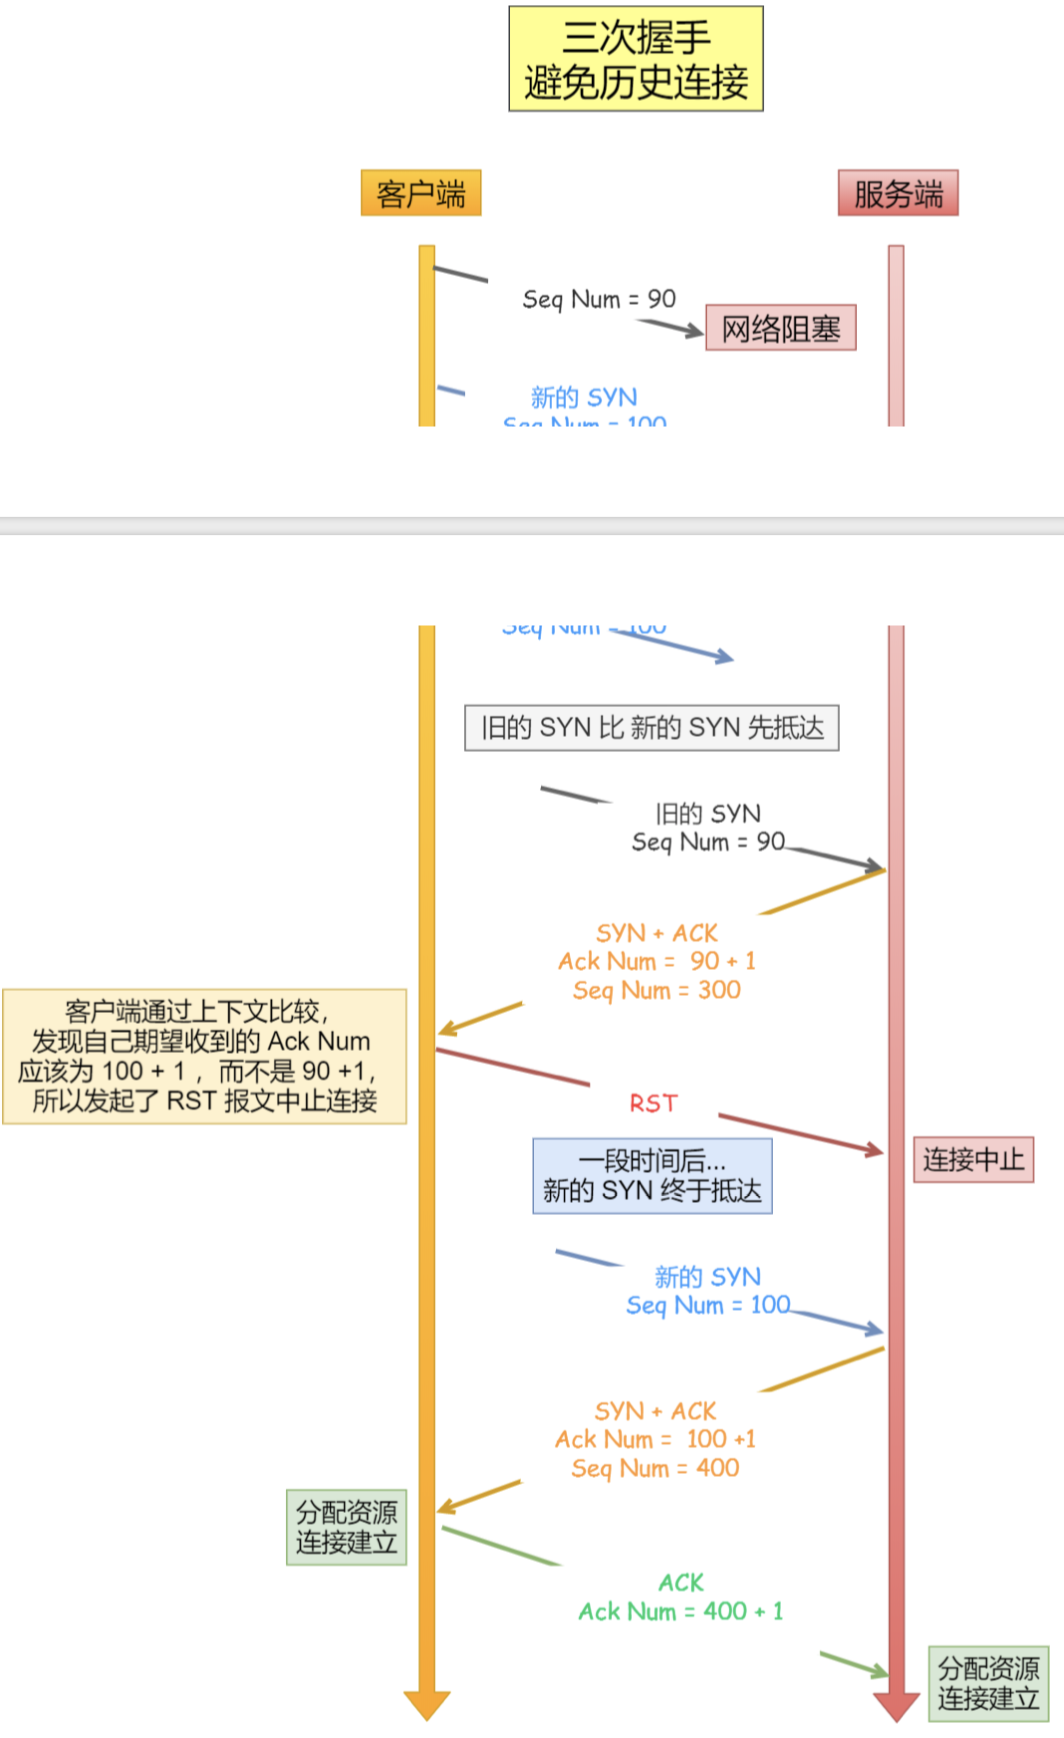 三次握手
避免历史连接
客户端
服务端
Seq Num = 90
网络阻塞
新的 SYN
Seq Num = 100
Seq Num = 100
旧的 SYN 比 新的 SYN 先抵达
旧的 SYN
Seq Num = 90
SYN + ACK
Ack Num = 90 + 1
Seq Num = 300
客户端通过上下文比较，
发现自己期望收到的 Ack Num
应该为 100 + 1 ，而不是 90 +1，
所以发起了 RST 报文中止连接
RST
连接中止
一段时间后...
新的 SYN 终于抵达
新的 SYN
Seq Num = 100
SYN + ACK
Ack Num = 100 +1
Seq Num = 400
分配资源
连接建立
ACK
Ack Num = 400 + 1
分配资源
连接建立